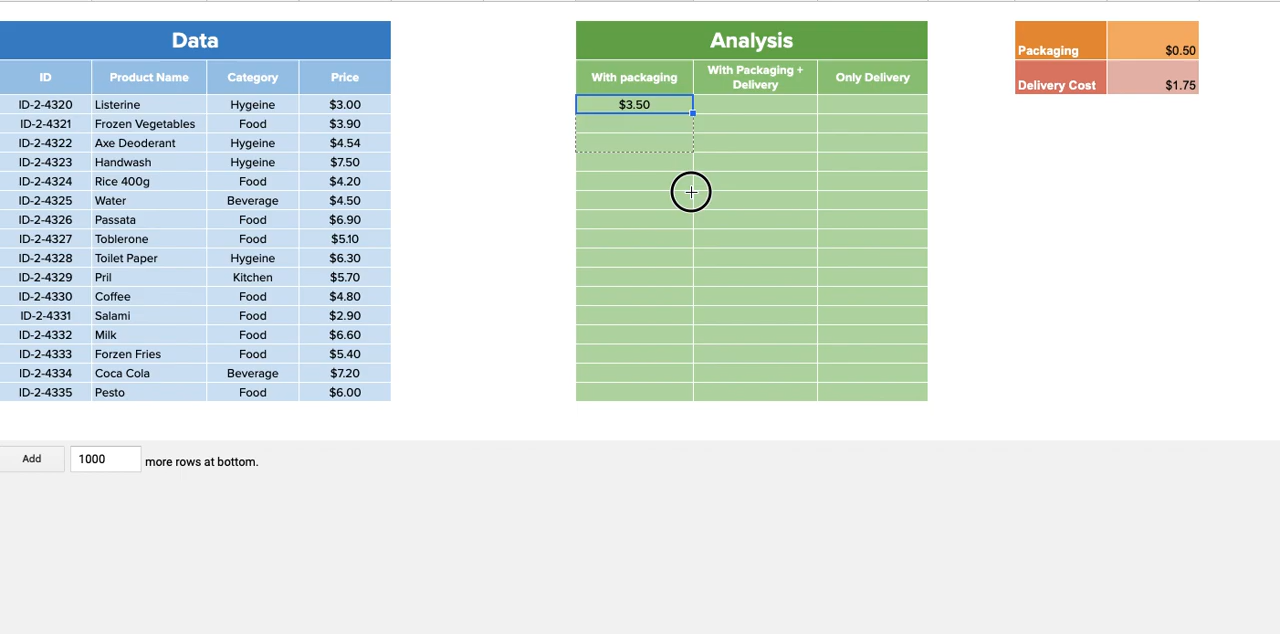 Data
ID Product Name Category Price
ID-2-4320 Listerine Hygeine $3.00
ID-2-4321 Frozen Vegetables Food $3.90
ID-2-4322 Axe Deoderant Hygeine $4.54
ID-2-4323 Handwash Hygeine $7.50
ID-2-4324 Rice 400g Food $4.20
ID-2-4325 Water Beverage $4.50
ID-2-4326 Passata Food $6.90
ID-2-4327 Toblerone Food $5.10
ID-2-4328 Toilet Paper Hygeine $6.30
ID-2-4329 Pril Kitchen $5.70
ID-2-4330 Coffee Food $4.80
ID-2-4331 Salami Food $2.90
ID-2-4332 Milk Food $6.60
ID-2-4333 Forzen Fries Food $5.40
ID-2-4334 Coca Cola Beverage $7.20
ID-2-4335 Pesto Food $6.00
Analysis
With packaging With Packaging + Delivery Only Delivery
$3.50
Packaging $0.50
Delivery Cost $1.75
Add 1000 more rows at bottom.